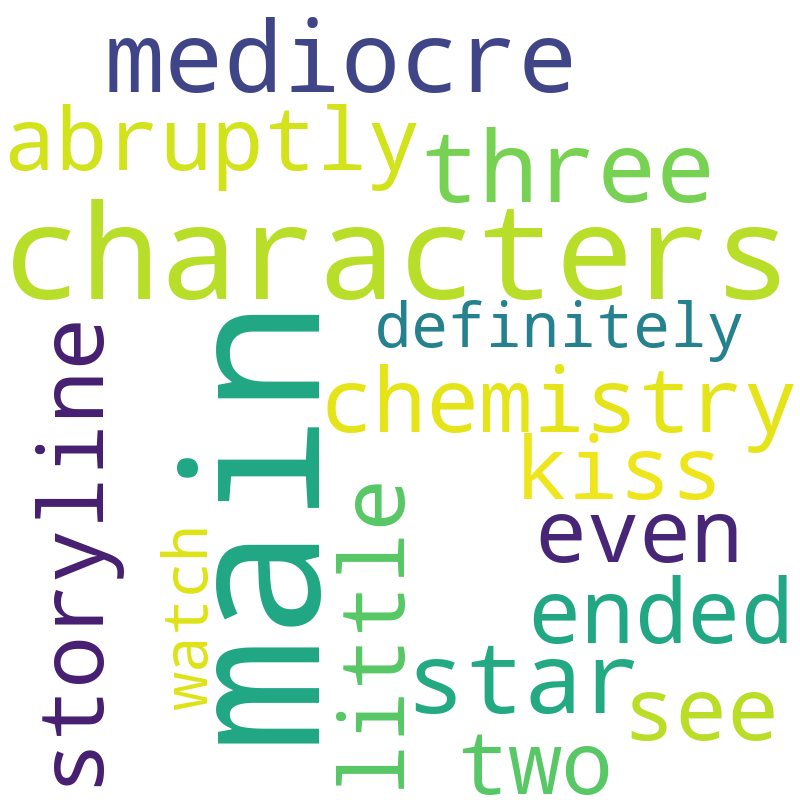 mediocre
abruptly
three
characters
definitely
storyline
main
chemistry
kiss
little
even
watch
ended
star
see
two